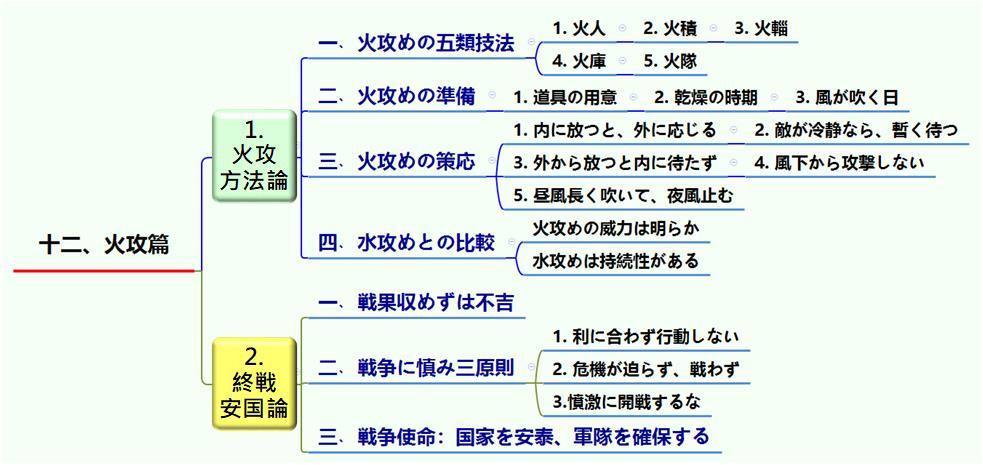 十二、火攻篇
1.
火攻
方法論
一、火攻めの五類技法
1. 火人 2. 火積 3. 火輜
4. 火庫 5. 火隊
二、火攻めの準備
1. 道具の用意 2. 乾燥の時期 3. 風が吹く日
三、火攻めの策応
1. 内に放つと、外に応じる 2. 敵が冷静なら、暫く待つ
3. 外から放つと内に待たず 4. 風下から攻撃しない
5. 昼風長く吹いて、夜風止む
四、水攻めとの比較
火攻めの威力は明らか
水攻めは持続性がある
2.
終戦
安国論
一、戦果収めずは不吉
二、戦争に慎み三原則
1. 利に合わず行動しない
2. 危機が迫らず、戦わず
3.憤激に開戦するな
三、戦争使命：国家を安泰、軍隊を確保する